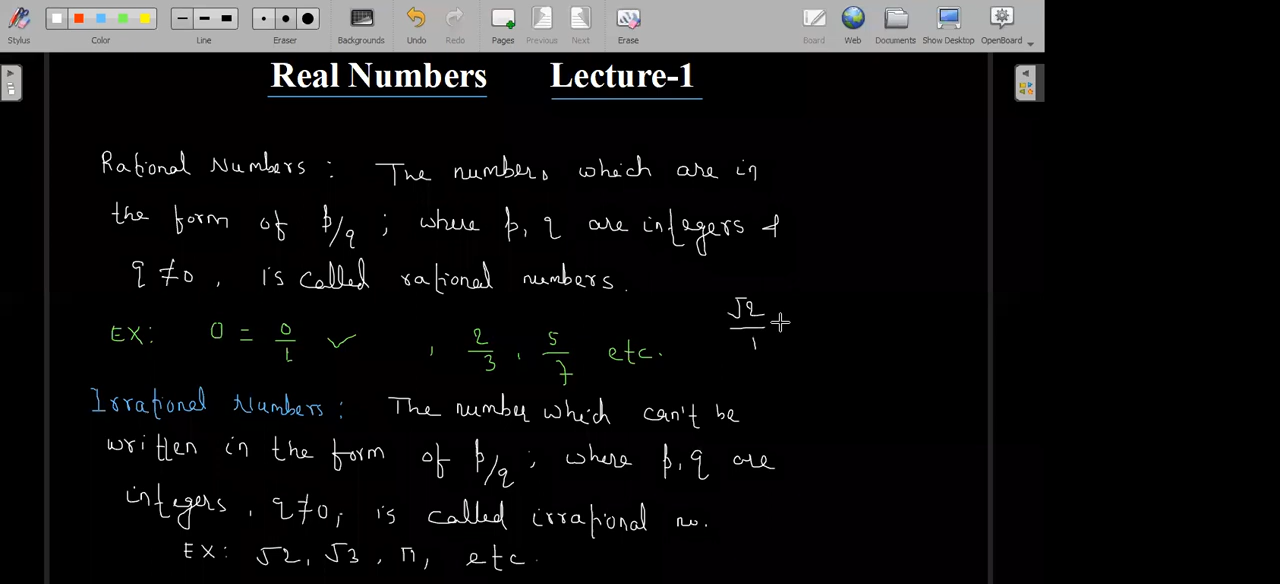 Stylus Color Line Eraser Backgrounds Undo Redo Pages Previous Next Erase Board Web Documents Show Desktop OpenBoard
Real Numbers Lecture-1
Rational Numbers : The numbers which are in
the form of p/q ; where p, q are integers &
q ≠ 0 , is called rational numbers.
EX: 0 = 0/1 ✓ , 2/3 , 5/7 etc.
√2/1
Irrational Numbers : The number which can't be
written in the form of p/q ; where p, q are
integers , q ≠ 0, is called irrational no.
EX: √2, √3, π, etc.